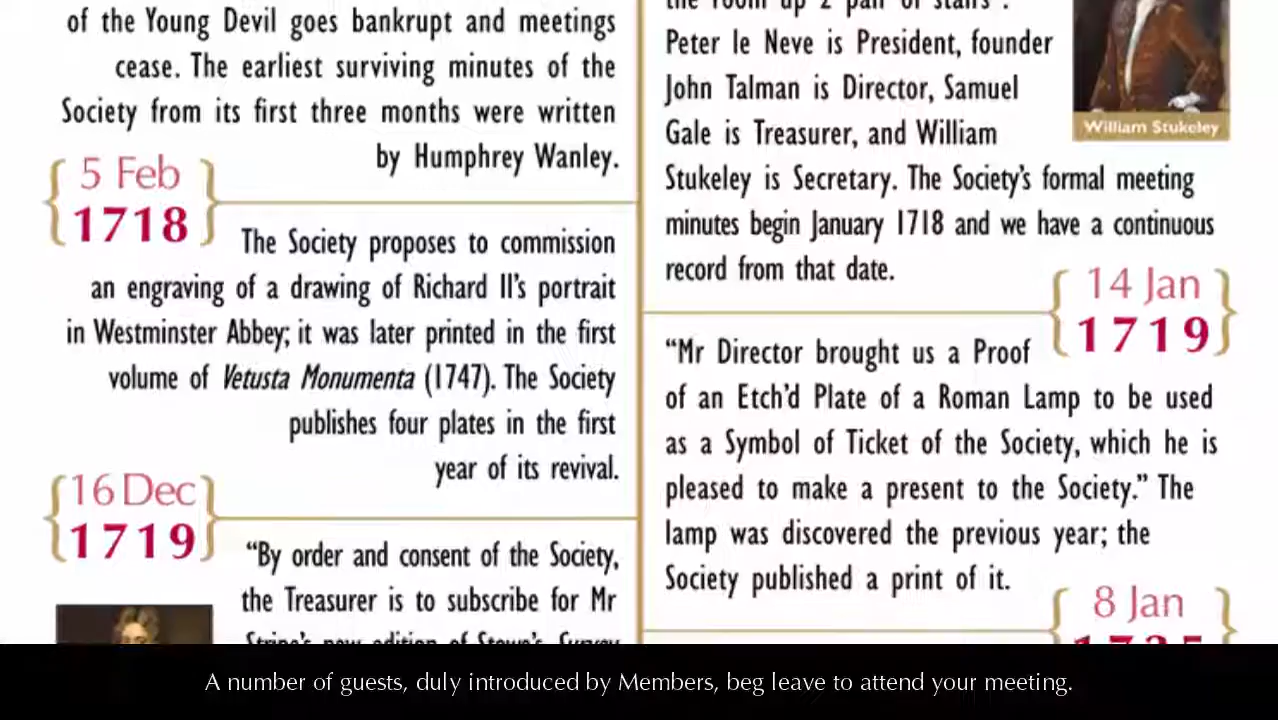 of the Young Devil goes bankrupt and meetings
cease. The earliest surviving minutes of the
Society from its first three months were written
by Humphrey Wanley.
5 Feb
1718
The Society proposes to commission
an engraving of a drawing of Richard II's portrait
in Westminster Abbey; it was later printed in the first
volume of Vetusta Monumenta (1747). The Society
publishes four plates in the first
year of its revival.
16 Dec
1719
"By order and consent of the Society,
the Treasurer is to subscribe for Mr
the room up 2 pair of stairs".
Peter le Neve is President, founder
John Talman is Director, Samuel
Gale is Treasurer, and William
Stukeley is Secretary. The Society's formal meeting
minutes begin January 1718 and we have a continuous
record from that date.
William Stukeley
14 Jan
1719
"Mr Director brought us a Proof
of an Etch'd Plate of a Roman Lamp to be used
as a Symbol of Ticket of the Society, which he is
pleased to make a present to the Society." The
lamp was discovered the previous year; the
Society published a print of it.
8 Jan
A number of guests, duly introduced by Members, beg leave to attend your meeting.